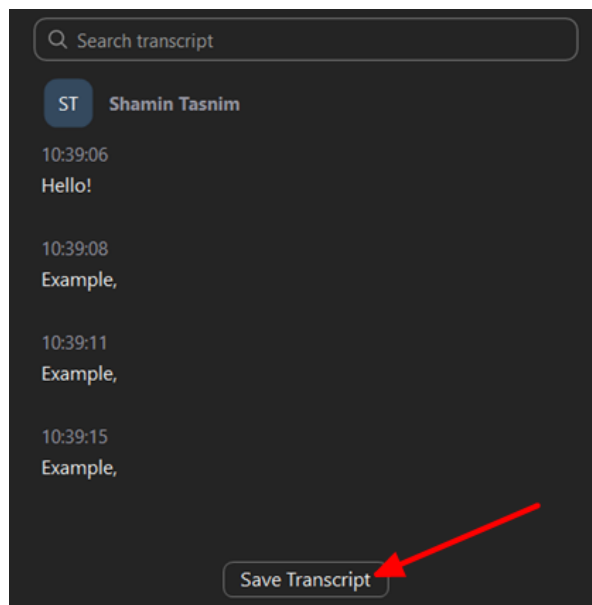 Search transcript
ST Shamin Tasnim
10:39:06
Hello!
10:39:08
Example,
10:39:11
Example,
10:39:15
Example,
Save Transcript